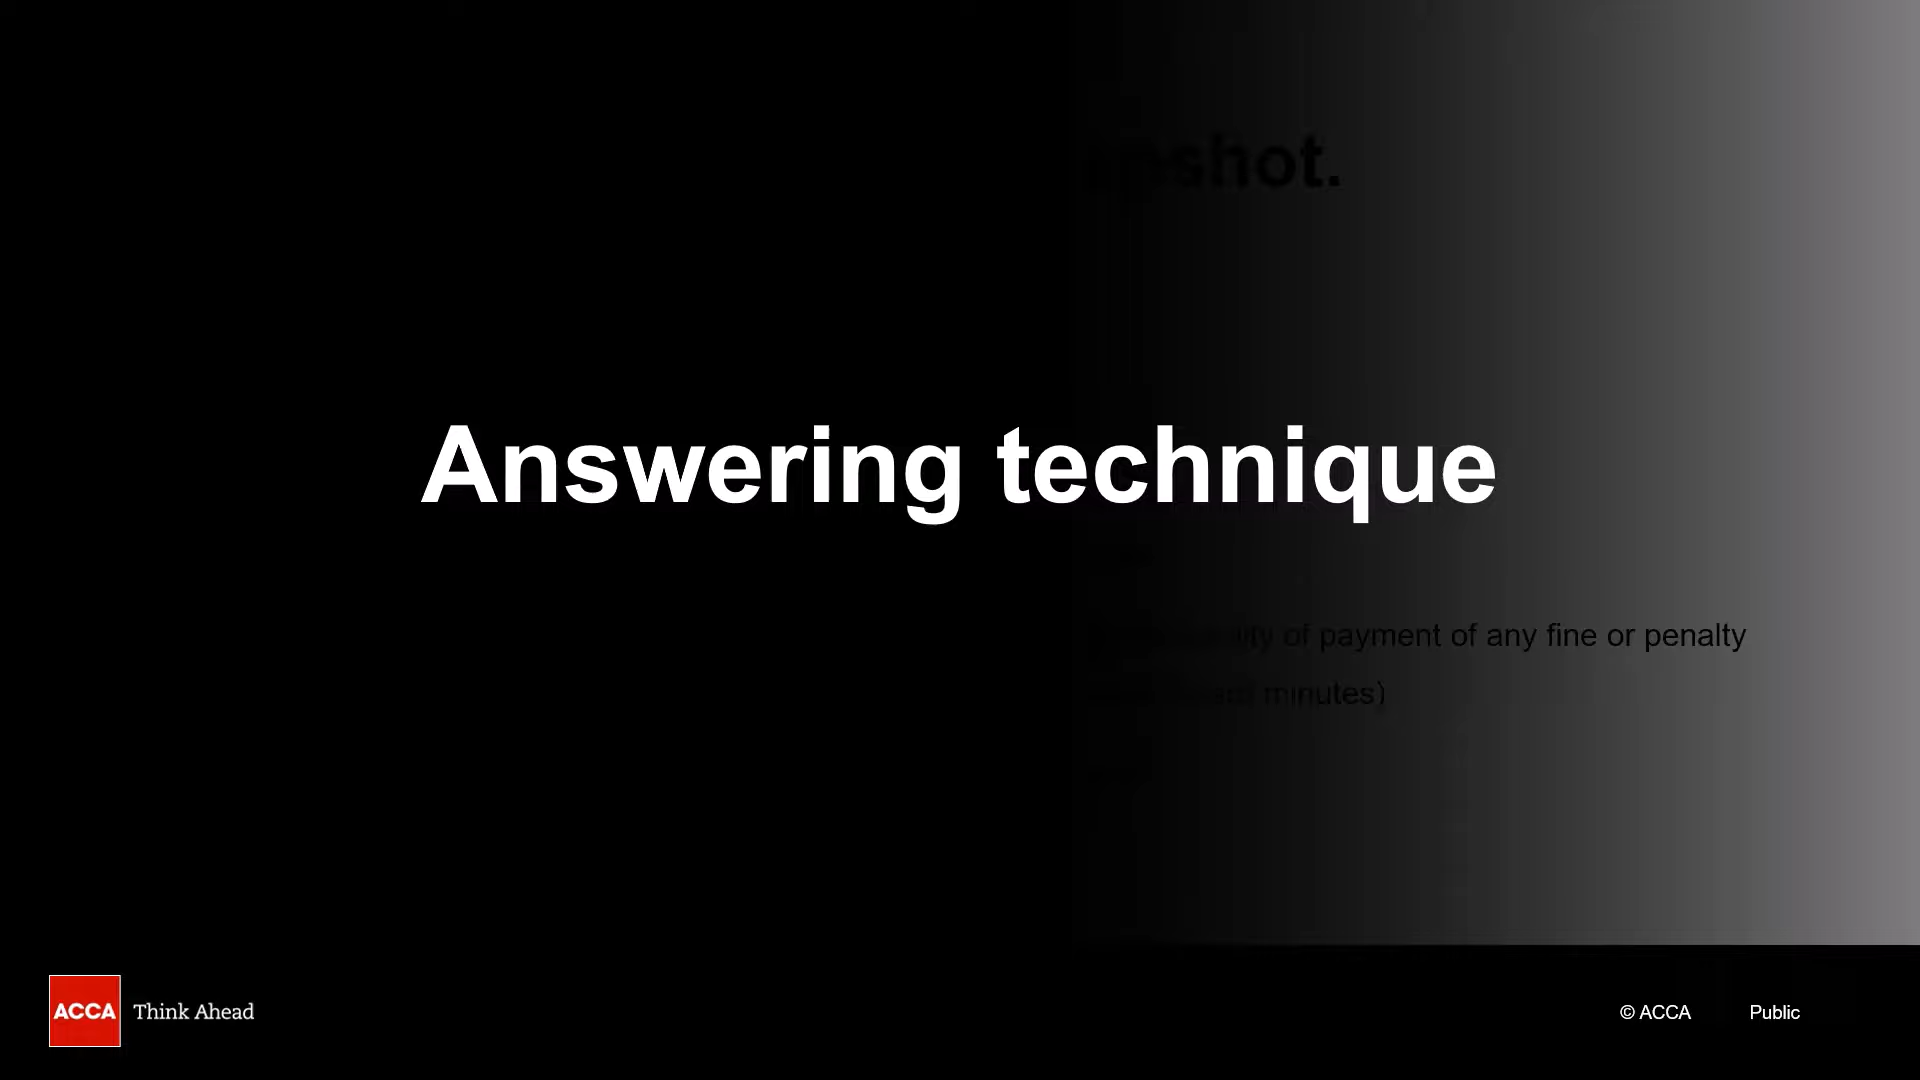 shot.
Answering technique
of payment of any fine or penalty
minutes)
ACCA Think Ahead
© ACCA Public